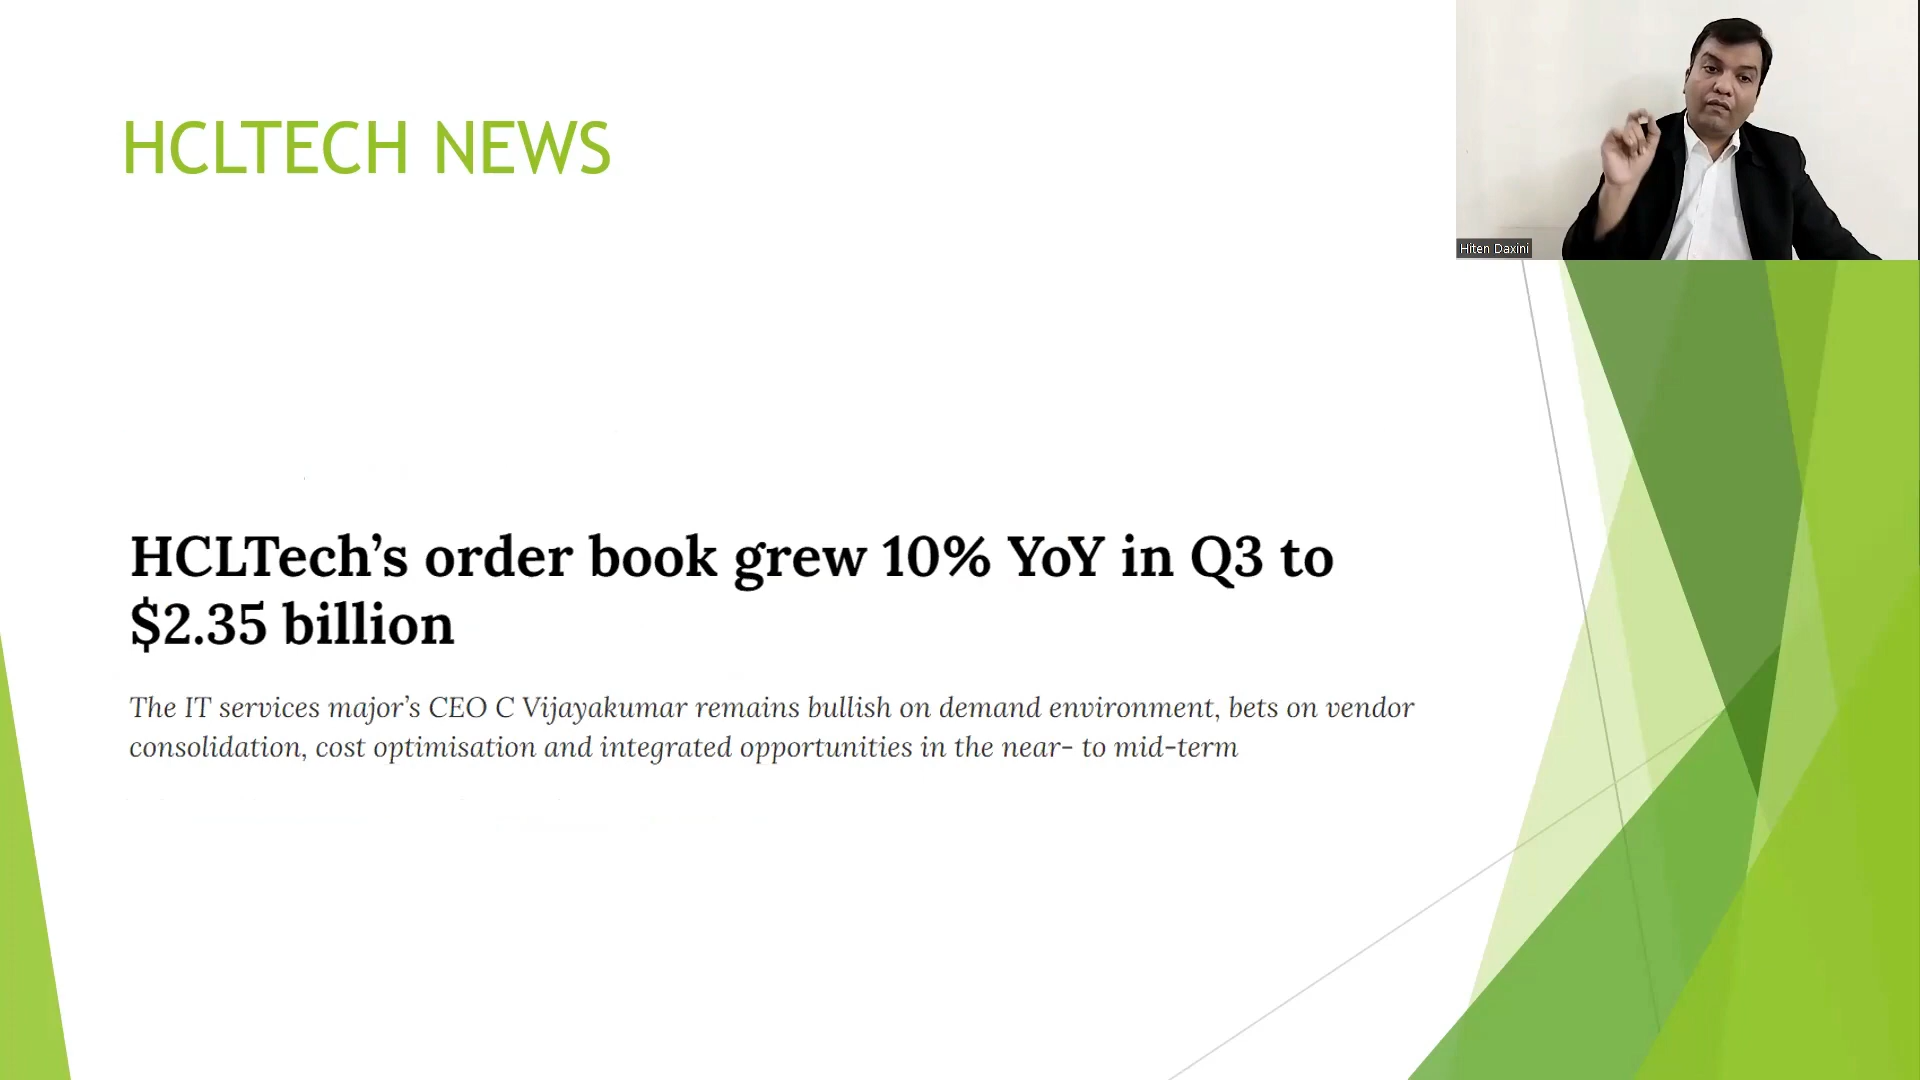 HCLTECH NEWS
Hiten Daxini
HCLTech’s order book grew 10% YoY in Q3 to
$2.35 billion
The IT services major’s CEO C Vijayakumar remains bullish on demand environment, bets on vendor
consolidation, cost optimisation and integrated opportunities in the near- to mid-term